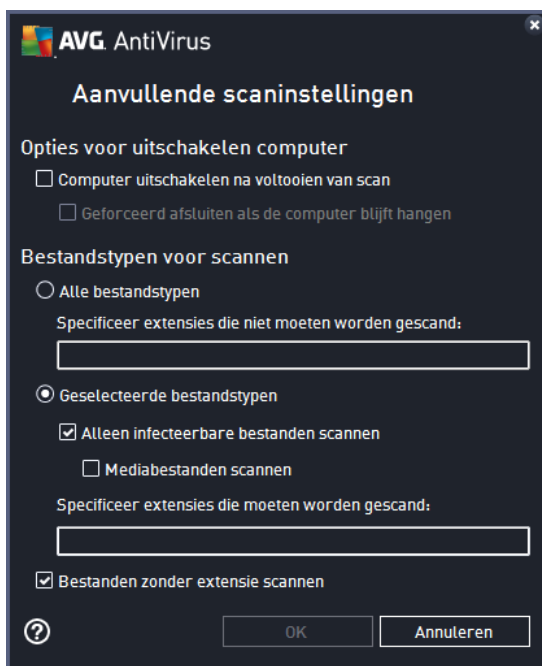 AVG. AntiVirus
Aanvullende scaninstellingen
Opties voor uitschakelen computer
Computer uitschakelen na voltooien van scan
Geforceerd afsluiten als de computer blijft hangen
Bestandstypen voor scannen
Alle bestandstypen
Specificeer extensies die niet moeten worden gescand:
Geselecteerde bestandstypen
Alleen infecteerbare bestanden scannen
Mediabestanden scannen
Specificeer extensies die moeten worden gescand:
Bestanden zonder extensie scannen
? OK Annuleren